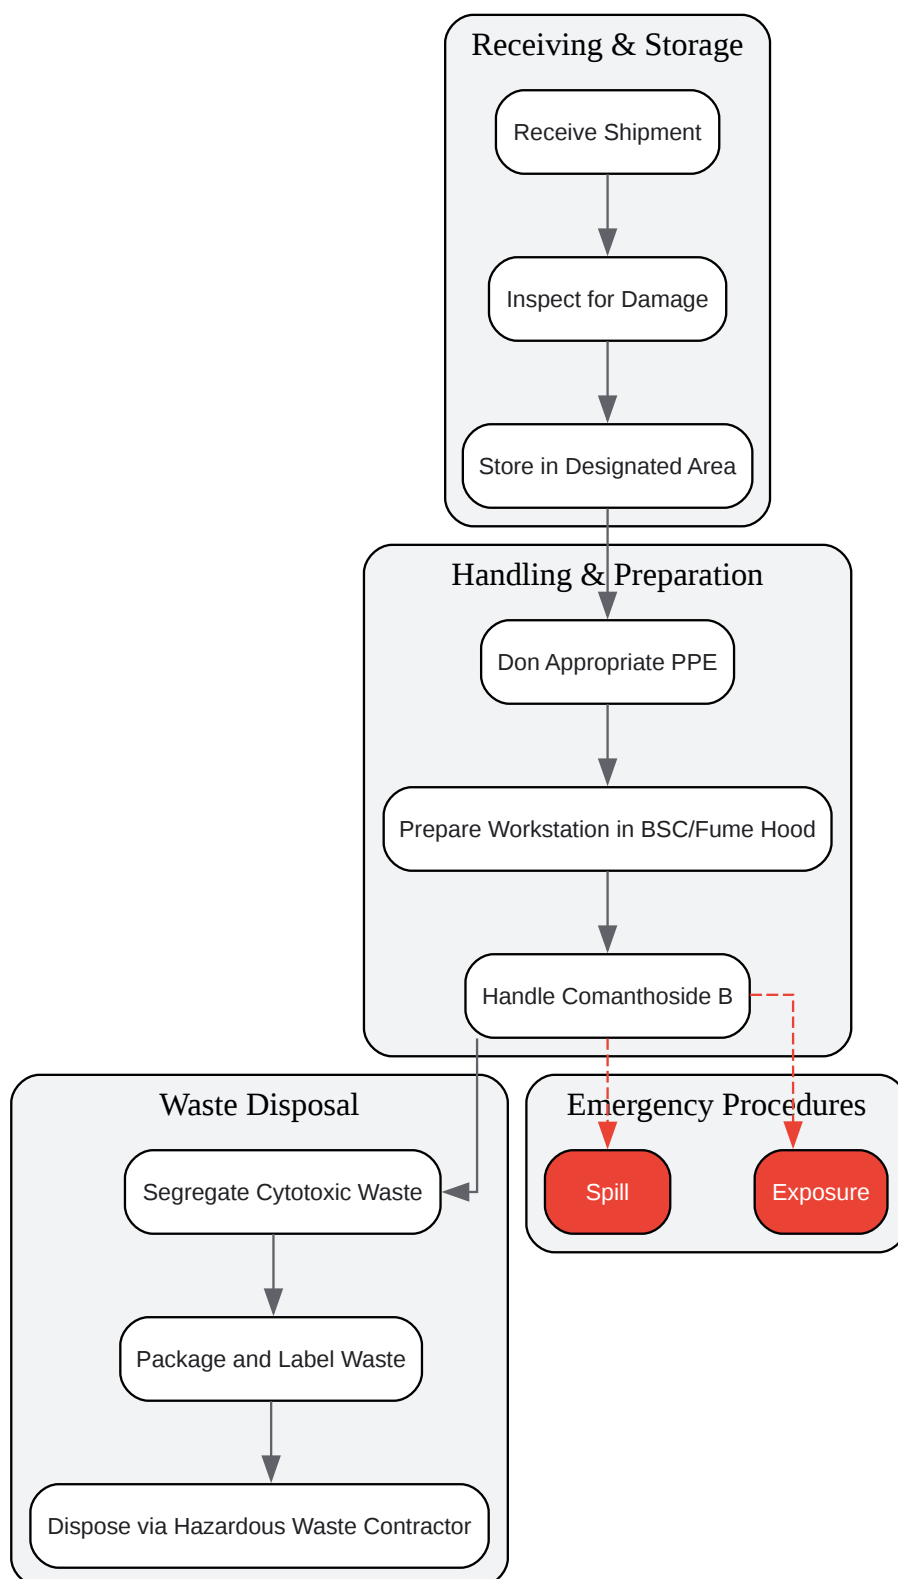 Receiving & Storage
Receive Shipment
Inspect for Damage
Store in Designated Area
Handling & Preparation
Don Appropriate PPE
Prepare Workstation in BSC/Fume Hood
Handle Comanthoside B
Waste Disposal
Segregate Cytotoxic Waste
Package and Label Waste
Dispose via Hazardous Waste Contractor
Emergency Procedures
Spill
Exposure